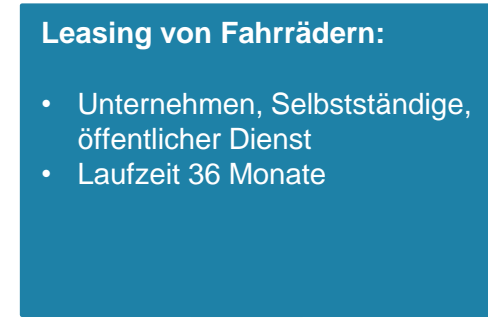 Leasing von Fahrrädern:
• Unternehmen, Selbstständige,
öffentlicher Dienst
• Laufzeit 36 Monate